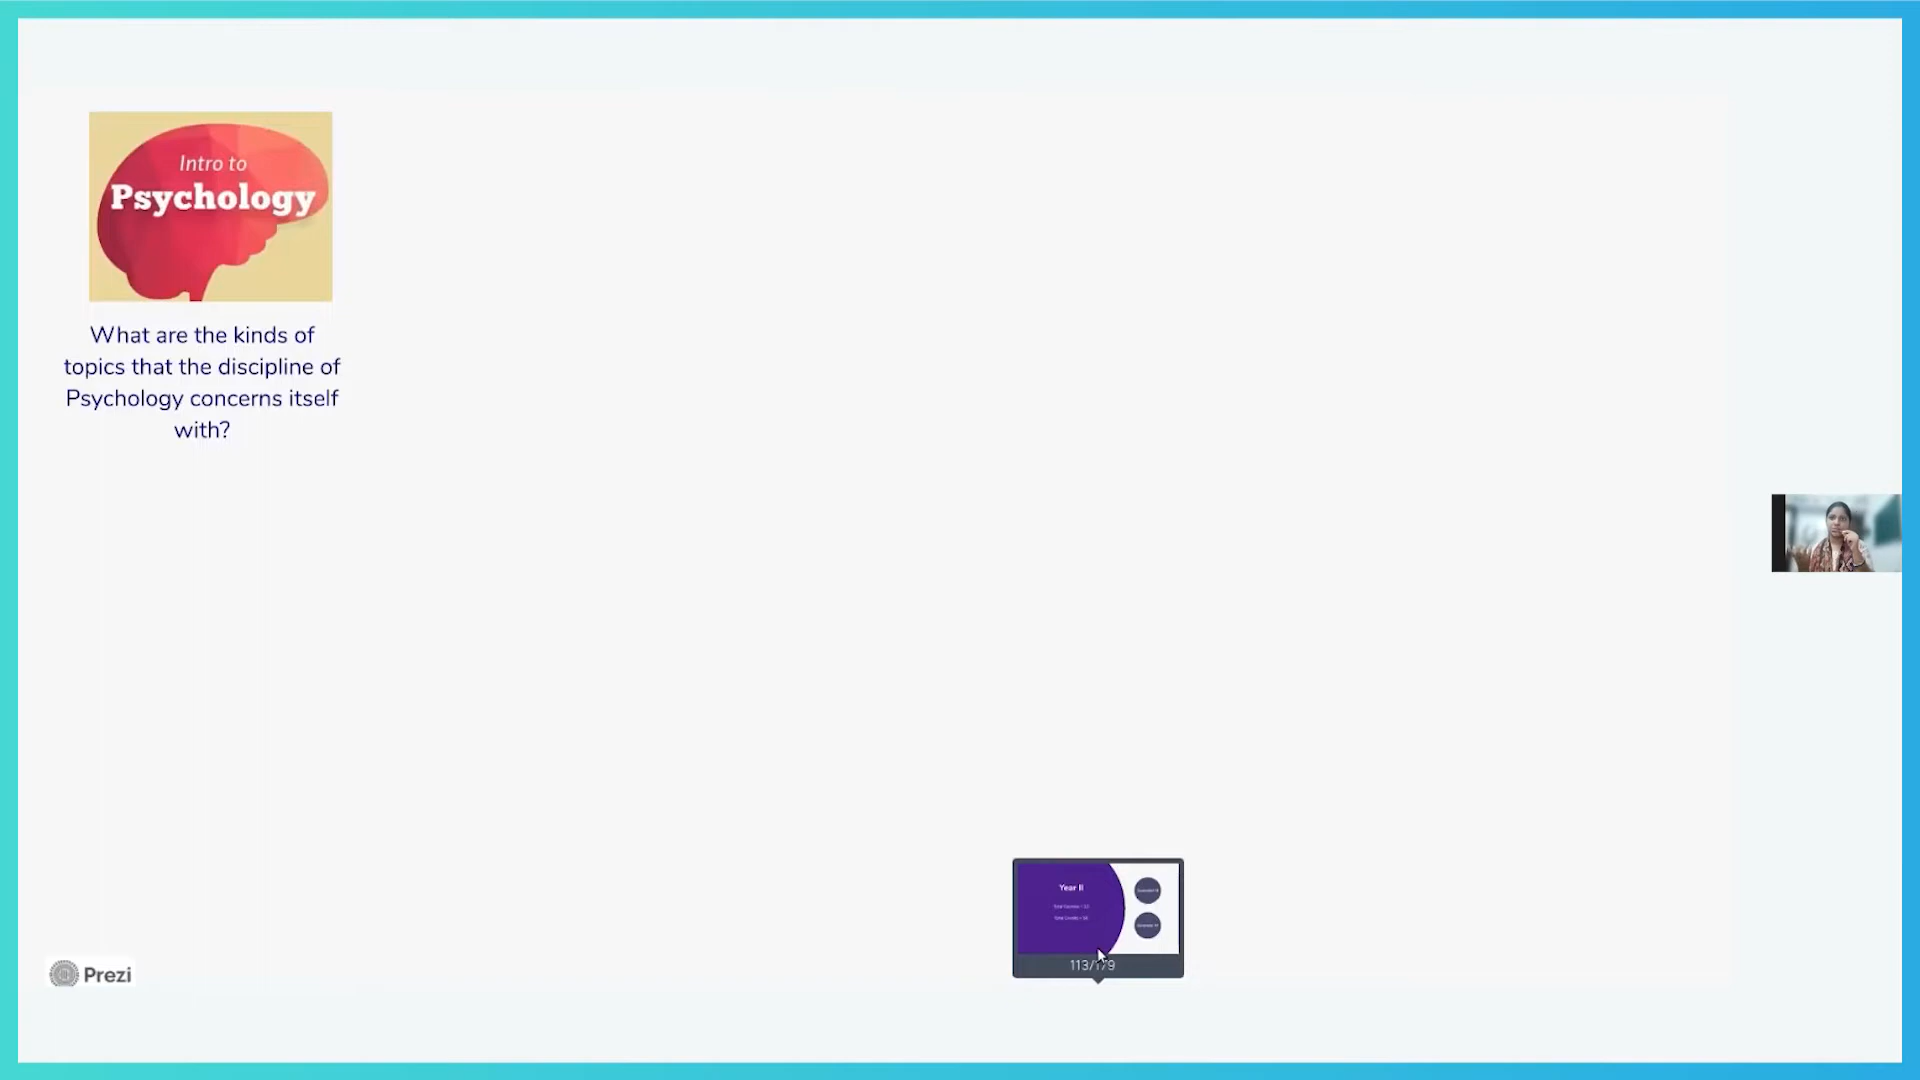 Intro to
Psychology
What are the kinds of
topics that the discipline of
Psychology concerns itself
with?
Year II
113/179
Prezi